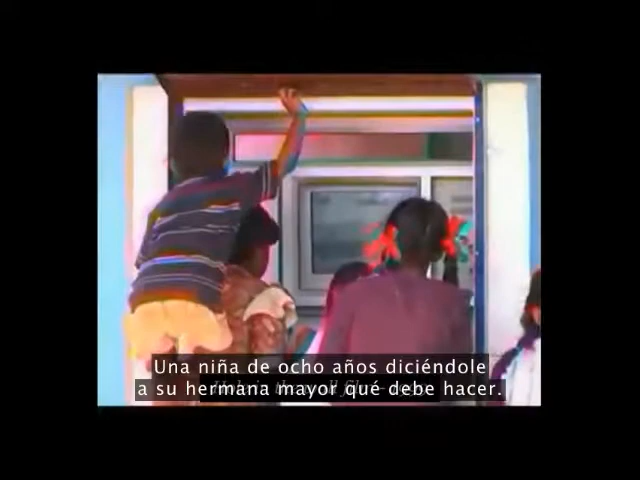 Una niña de ocho años diciéndole
a su hermana mayor qué debe hacer.